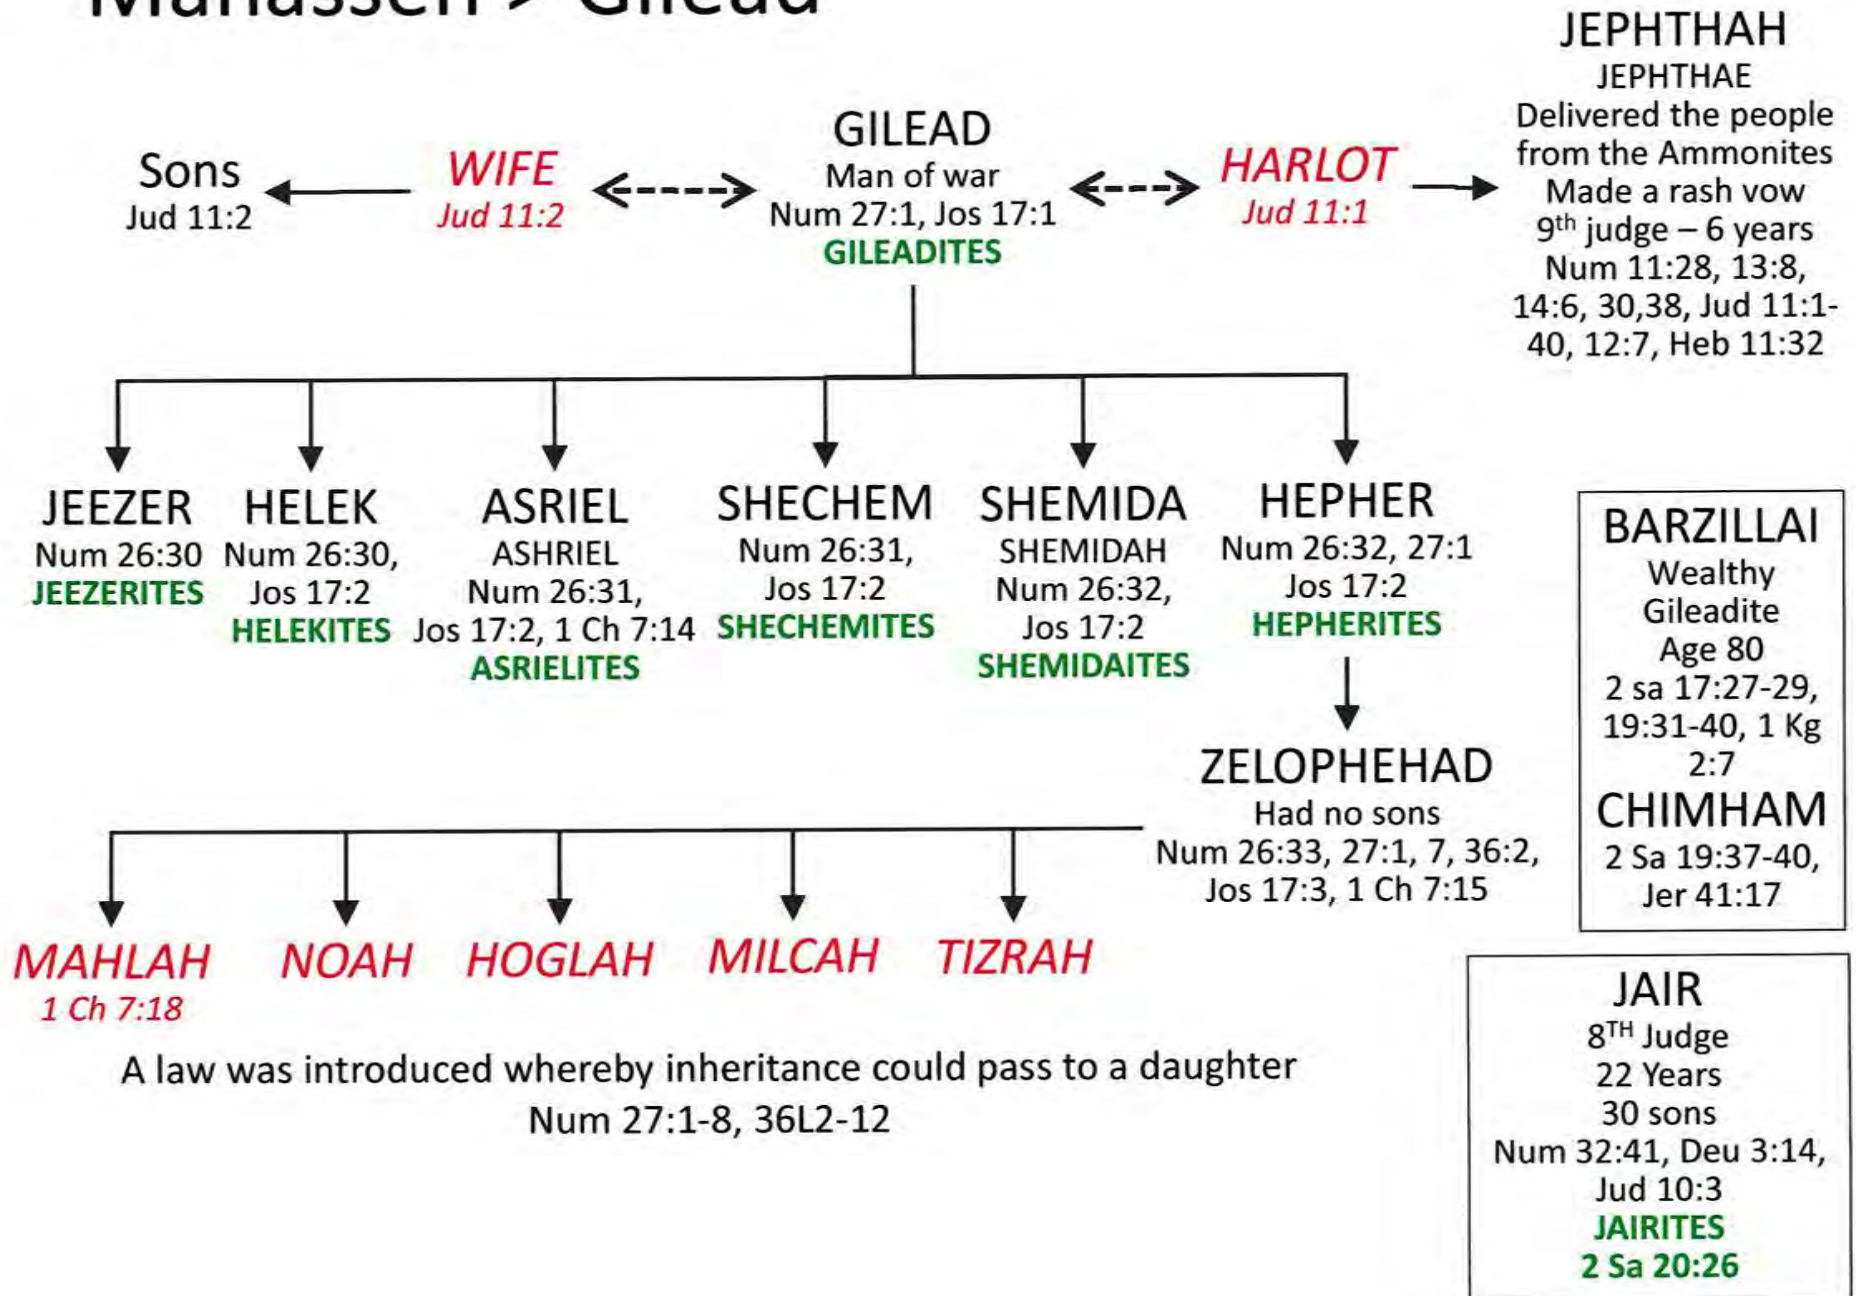 Manasseh > Gilead
JEPHTHAH
JEPHTHAE
Delivered the people
from the Ammonites
Made a rash vow
9th judge – 6 years
Num 11:28, 13:8,
14:6, 30,38, Jud 11:1-
40, 12:7, Heb 11:32
Sons
Jud 11:2
WIFE
Jud 11:2
GILEAD
Man of war
Num 27:1, Jos 17:1
GILEADITES
HARLOT
Jud 11:1
JEEZER
Num 26:30
JEEZERITES
HELEK
Num 26:30,
Jos 17:2
HELEKITES
ASRIEL
ASHRIEL
Num 26:31,
Jos 17:2, 1 Ch 7:14
ASRIELITES
SHECHEM
Num 26:31,
Jos 17:2
SHECHEMITES
SHEMIDA
SHEMIDAH
Num 26:32,
Jos 17:2
SHEMIDAITES
HEPHER
Num 26:32, 27:1
Jos 17:2
HEPHERITES
BARZILLAI
Wealthy
Gileadite
Age 80
2 sa 17:27-29,
19:31-40, 1 Kg
2:7
CHIMHAM
2 Sa 19:37-40,
Jer 41:17
ZELOPHEHAD
Had no sons
Num 26:33, 27:1, 7, 36:2,
Jos 17:3, 1 Ch 7:15
MAHLAH
1 Ch 7:18
NOAH
HOGLAH
MILCAH
TIZRAH
A law was introduced whereby inheritance could pass to a daughter
Num 27:1-8, 36L2-12
JAIR
8TH Judge
22 Years
30 sons
Num 32:41, Deu 3:14,
Jud 10:3
JAIRITES
2 Sa 20:26